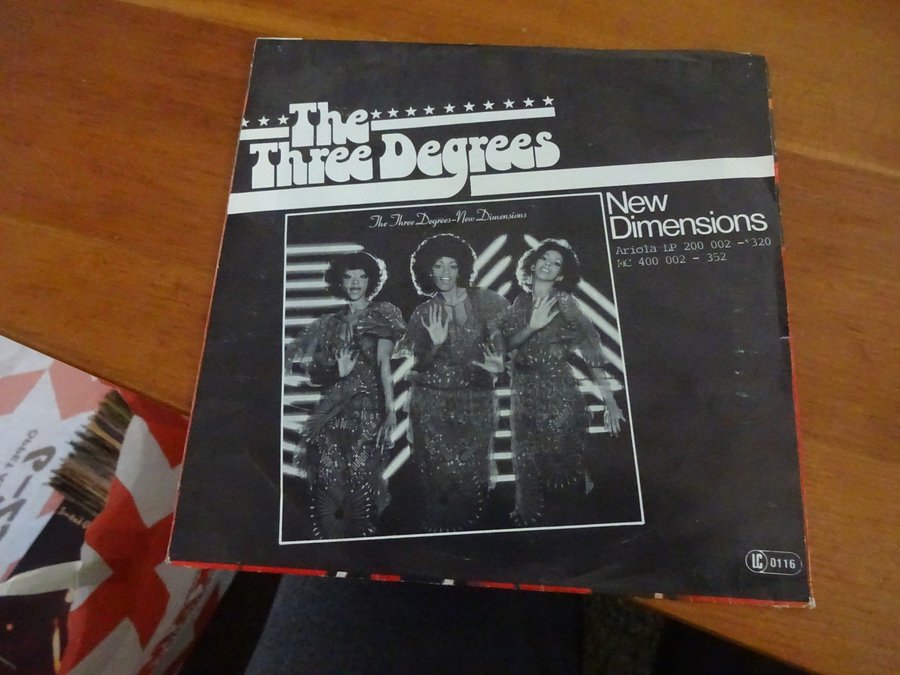 The
Three Degrees
The Three Degrees-New Dimensions
New
Dimensions
Ariola LP 200 002 - 320
MC 400 002 - 352
LC 0116